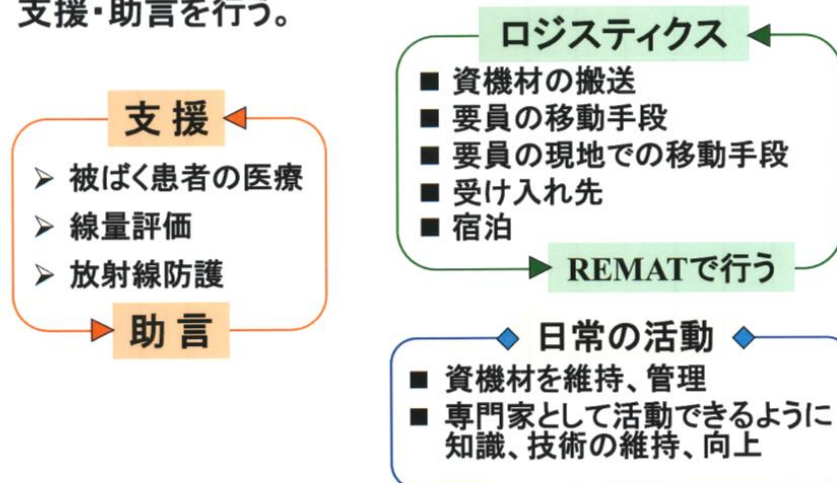 支援・助言を行う。
支 援
➢ 被ばく患者の医療
➢ 線量評価
➢ 放射線防護
助 言
ロジスティクス
■ 資機材の搬送
■ 要員の移動手段
■ 要員の現地での移動手段
■ 受け入れ先
■ 宿泊
REMATで行う
日常の活動
■ 資機材を維持、管理
■ 専門家として活動できるように
知識、技術の維持、向上